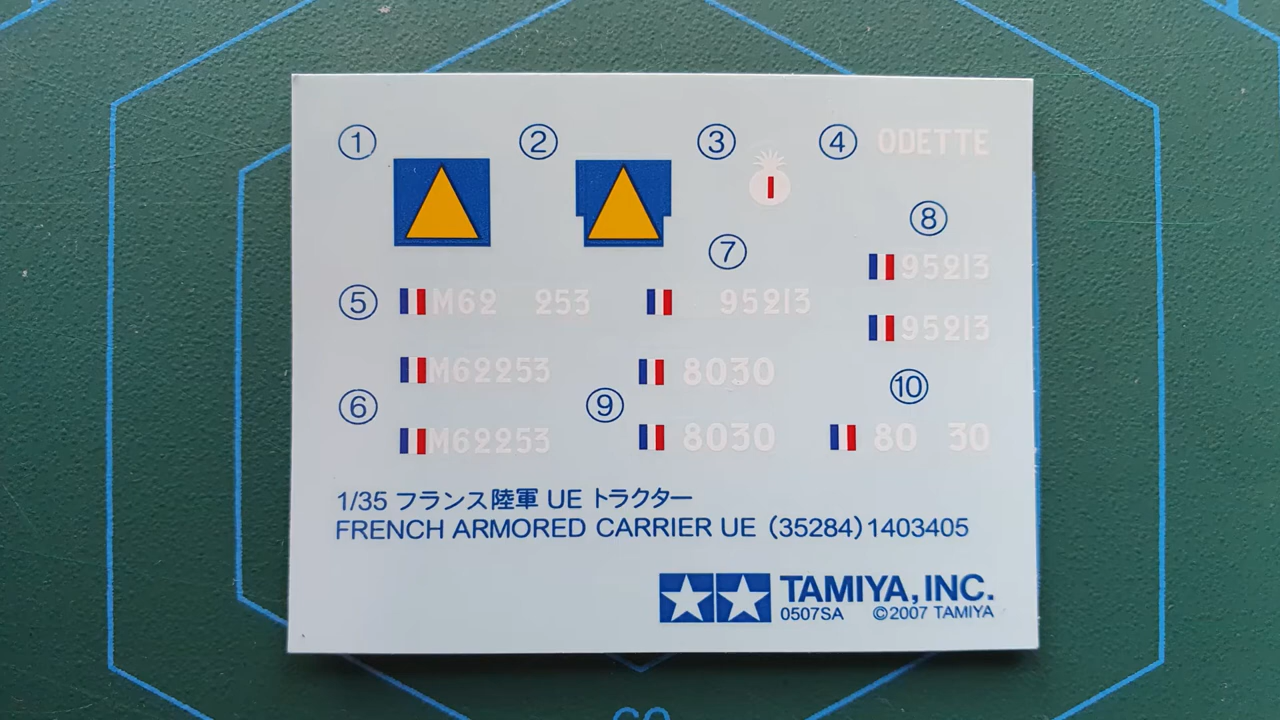 ① ② ③ ④ ODETTE
⑧
⑦
95213
⑤ M62 253 95213
95213
M62253 8030
⑩
⑥ ⑨
M62253 8030 80 30
1/35 フランス陸軍 UE トラクター
FRENCH ARMORED CARRIER UE (35284) 1403405
TAMIYA, INC.
0507SA ©2007 TAMIYA